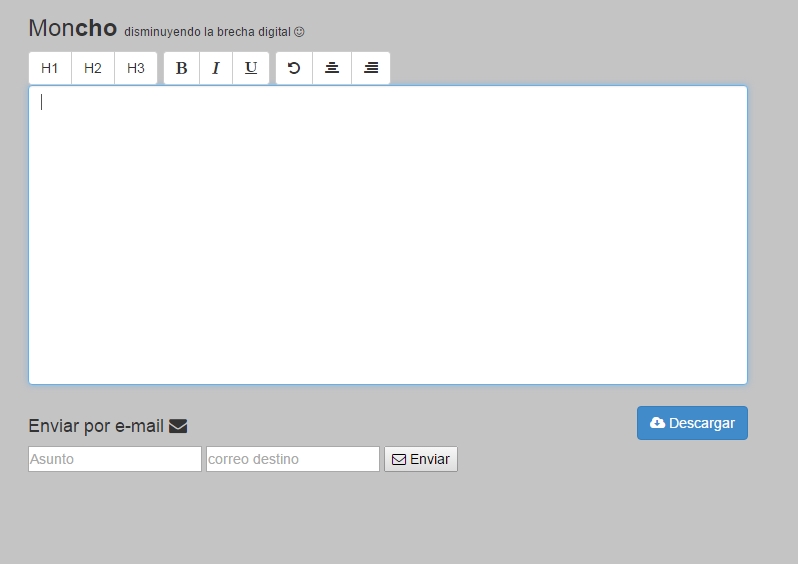 Moncho disminuyendo la brecha digital
H1 H2 H3 B I U
Enviar por e-mail
Descargar
Asunto correo destino Enviar